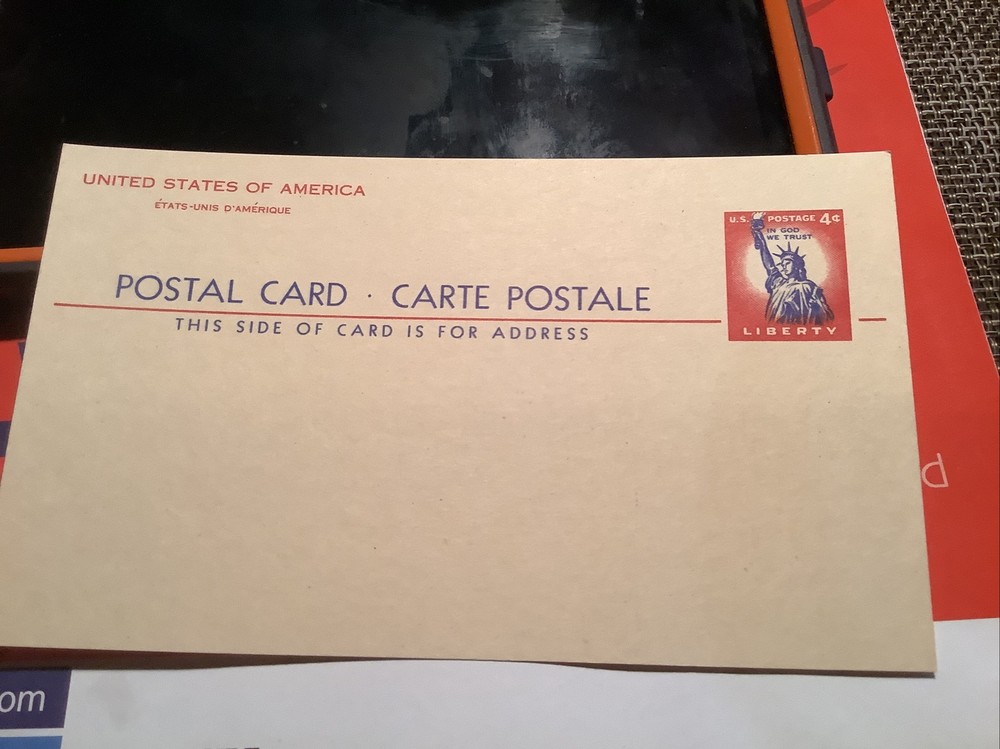 UNITED STATES OF AMERICA
ÉTATS-UNIS D'AMÉRIQUE
U.S. POSTAGE 4¢
IN GOD
WE TRUST
POSTAL CARD · CARTE POSTALE
THIS SIDE OF CARD IS FOR ADDRESS
LIBERTY
P
om